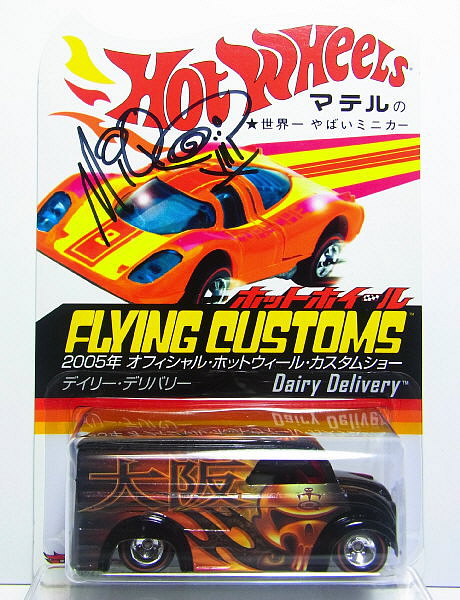 Hot Wheels
マテルの
★世界一 やばいミニカー
ホットホイール
FLYING CUSTOMS™
2005年 オフィシャル・ホットウィール・カスタムショー
デイリー・デリバリー Dairy Delivery™
大阪